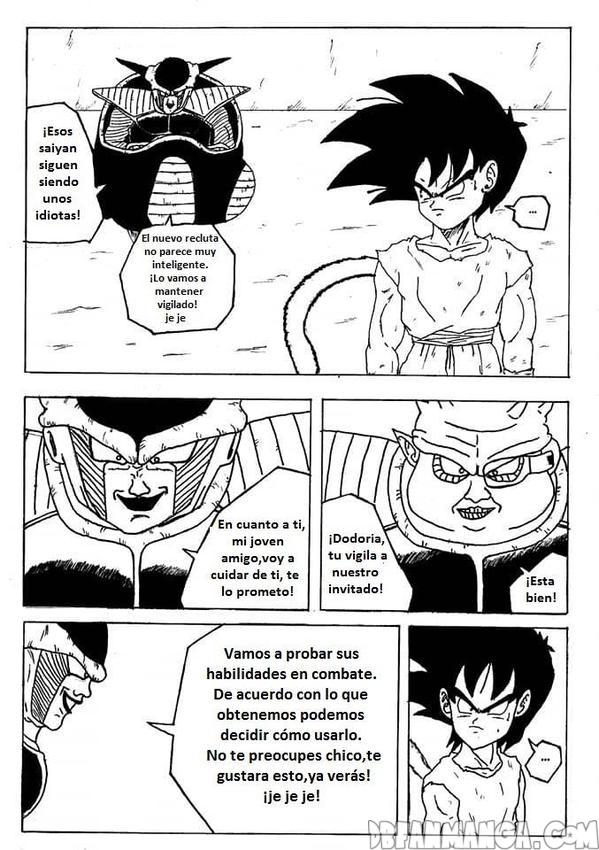 ¡Esos
saiyan
siguen
siendo
unos
idiotas!
El nuevo recluta
no parece muy
inteligente.
¡Lo vamos a
mantener
vigilado!
je je
...
En cuanto a ti,
mi joven
amigo,voy a
cuidar de ti, te
lo prometo!
¡Dodoria,
tu vigila a
nuestro
invitado!
¡Esta
bien!
Vamos a probar sus
habilidades en combate.
De acuerdo con lo que
obtenemos podemos
decidir cómo usarlo.
No te preocupes chico,te
gustara esto,ya verás!
¡je je je!
...
DBFANMANGA.COM